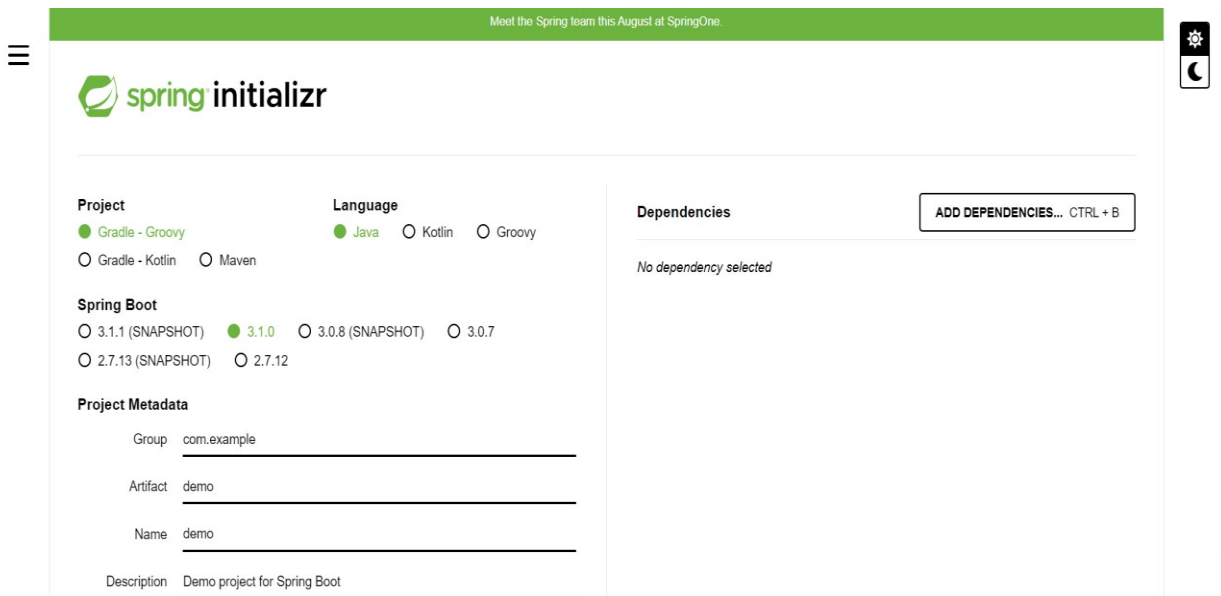 Meet the Spring team this August at SpringOne.
spring initializr
Project
Gradle - Groovy
Gradle - Kotlin Maven
Language
Java Kotlin Groovy
Spring Boot
3.1.1 (SNAPSHOT) 3.1.0 3.0.8 (SNAPSHOT) 3.0.7
2.7.13 (SNAPSHOT) 2.7.12
Project Metadata
Group com.example
Artifact demo
Name demo
Description Demo project for Spring Boot
Dependencies
ADD DEPENDENCIES... CTRL + B
No dependency selected